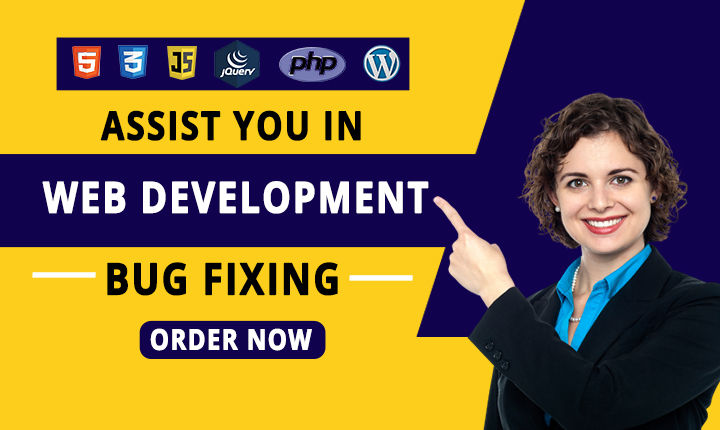 5 3 JS jQuery php W
ASSIST YOU IN
WEB DEVELOPMENT
BUG FIXING
ORDER NOW